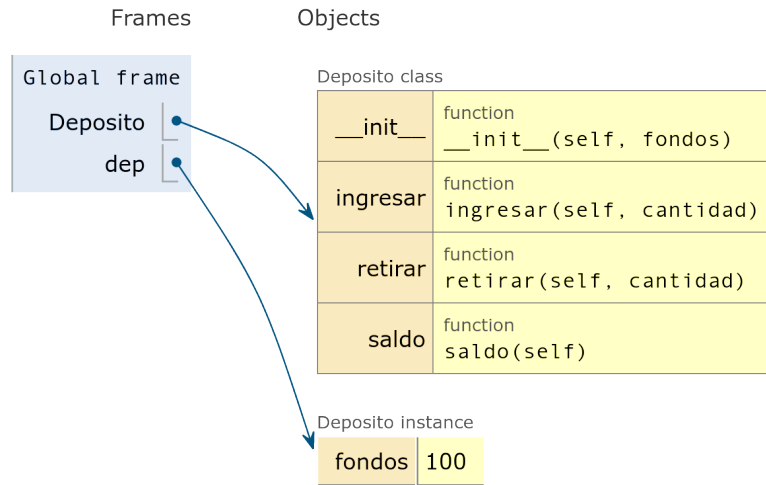 Frames Objects
Global frame
Deposito
dep
Deposito class
__init__ function
__init__(self, fondos)
ingresar function
ingresar(self, cantidad)
retirar function
retirar(self, cantidad)
saldo function
saldo(self)
Deposito instance
fondos 100